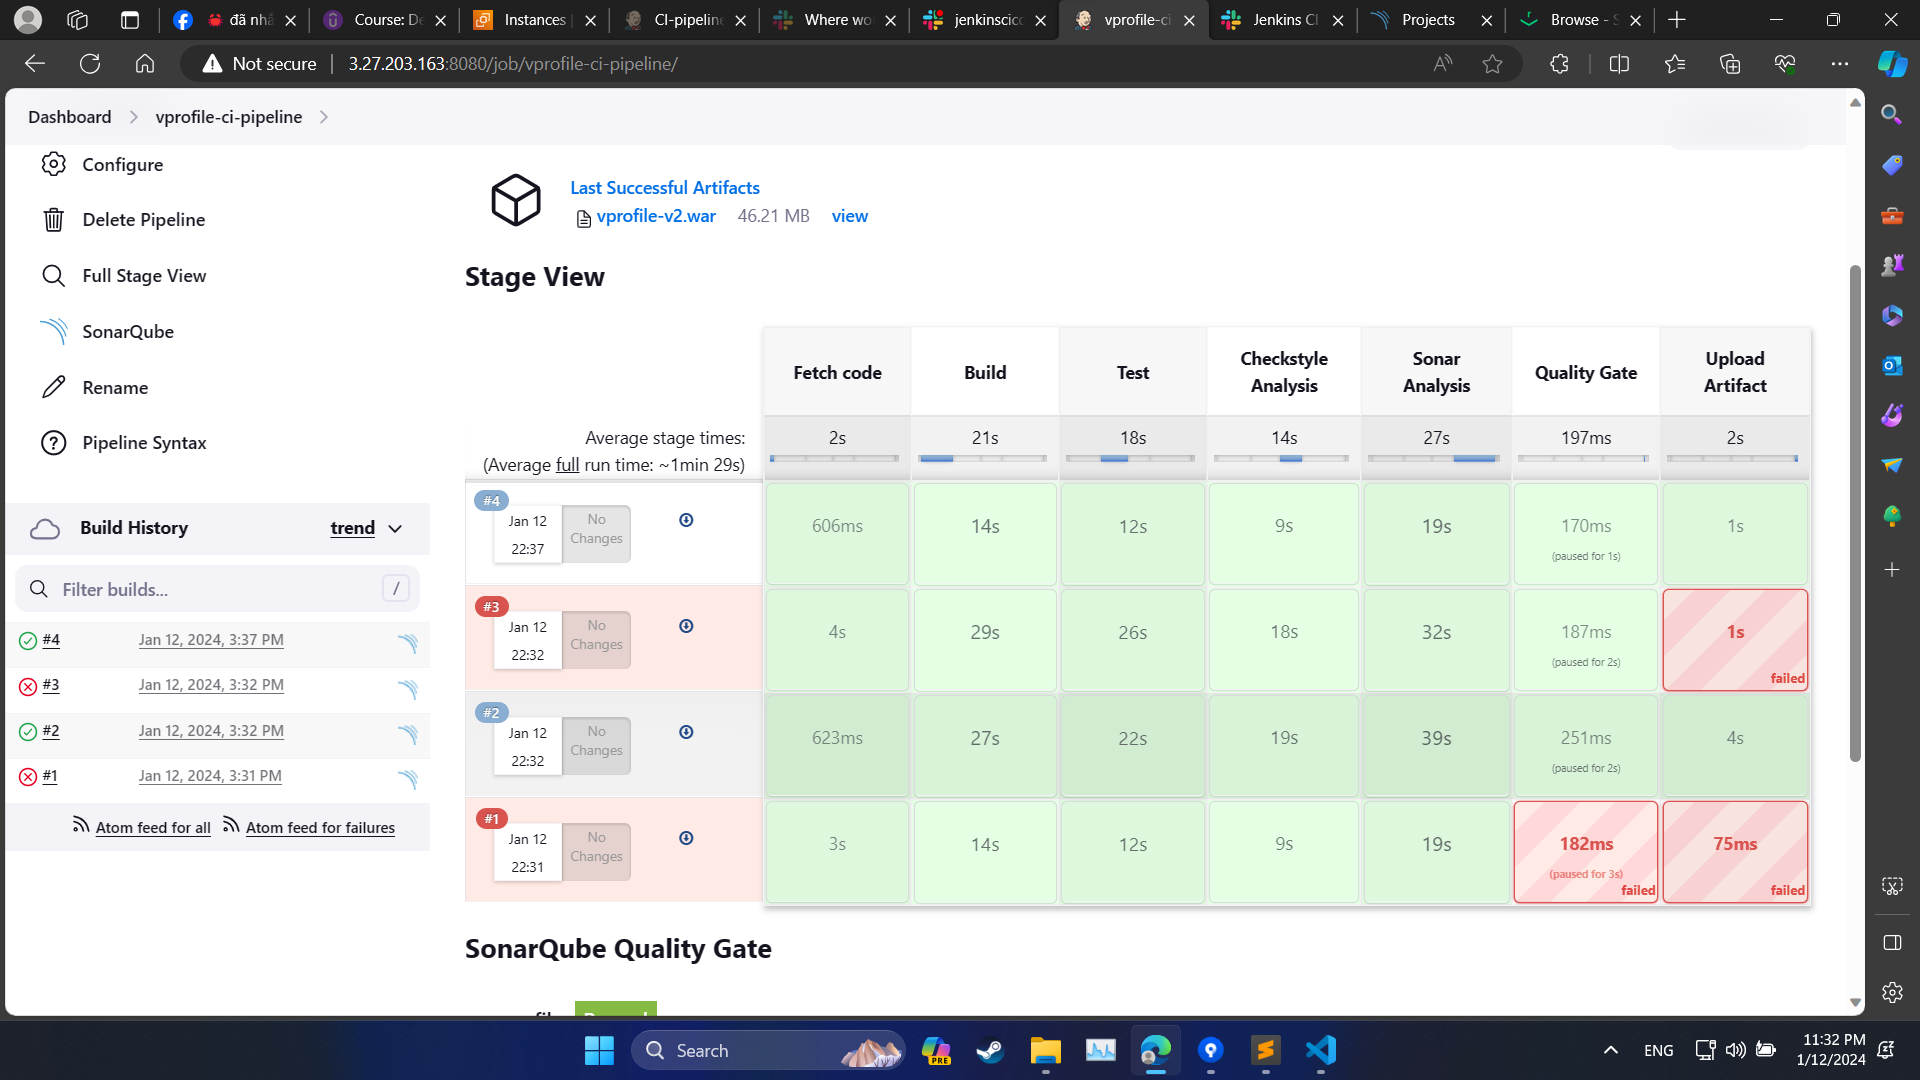 đã nhắ
Course: De
Instances |
CI-pipeline
Where wo
jenkinscicd
vprofile-ci
Jenkins CI
Projects
Browse - S
Not secure
3.27.203.163:8080/job/vprofile-ci-pipeline/
Dashboard
vprofile-ci-pipeline
Configure
Delete Pipeline
Full Stage View
SonarQube
Rename
Pipeline Syntax
Build History
trend
Filter builds...
/
#4 Jan 12, 2024, 3:37 PM
#3 Jan 12, 2024, 3:32 PM
#2 Jan 12, 2024, 3:32 PM
#1 Jan 12, 2024, 3:31 PM
Atom feed for all
Atom feed for failures
Last Successful Artifacts
vprofile-v2.war 46.21 MB view
Stage View
Fetch code
Build
Test
Checkstyle
Analysis
Sonar
Analysis
Quality Gate
Upload
Artifact
Average stage times:
(Average full run time: ~1min 29s)
2s 21s 18s 14s 27s 197ms 2s
#4
Jan 12
22:37
No
Changes
606ms 14s 12s 9s 19s 170ms 1s
(paused for 1s)
#3
Jan 12
22:32
No
Changes
4s 29s 26s 18s 32s 187ms 1s
(paused for 2s)
failed
#2
Jan 12
22:32
No
Changes
623ms 27s 22s 19s 39s 251ms 4s
(paused for 2s)
#1
Jan 12
22:31
No
Changes
3s 14s 12s 9s 19s 182ms 75ms
(paused for 3s)
failed
failed
SonarQube Quality Gate
Search
PRE
ENG
11:32 PM
1/12/2024